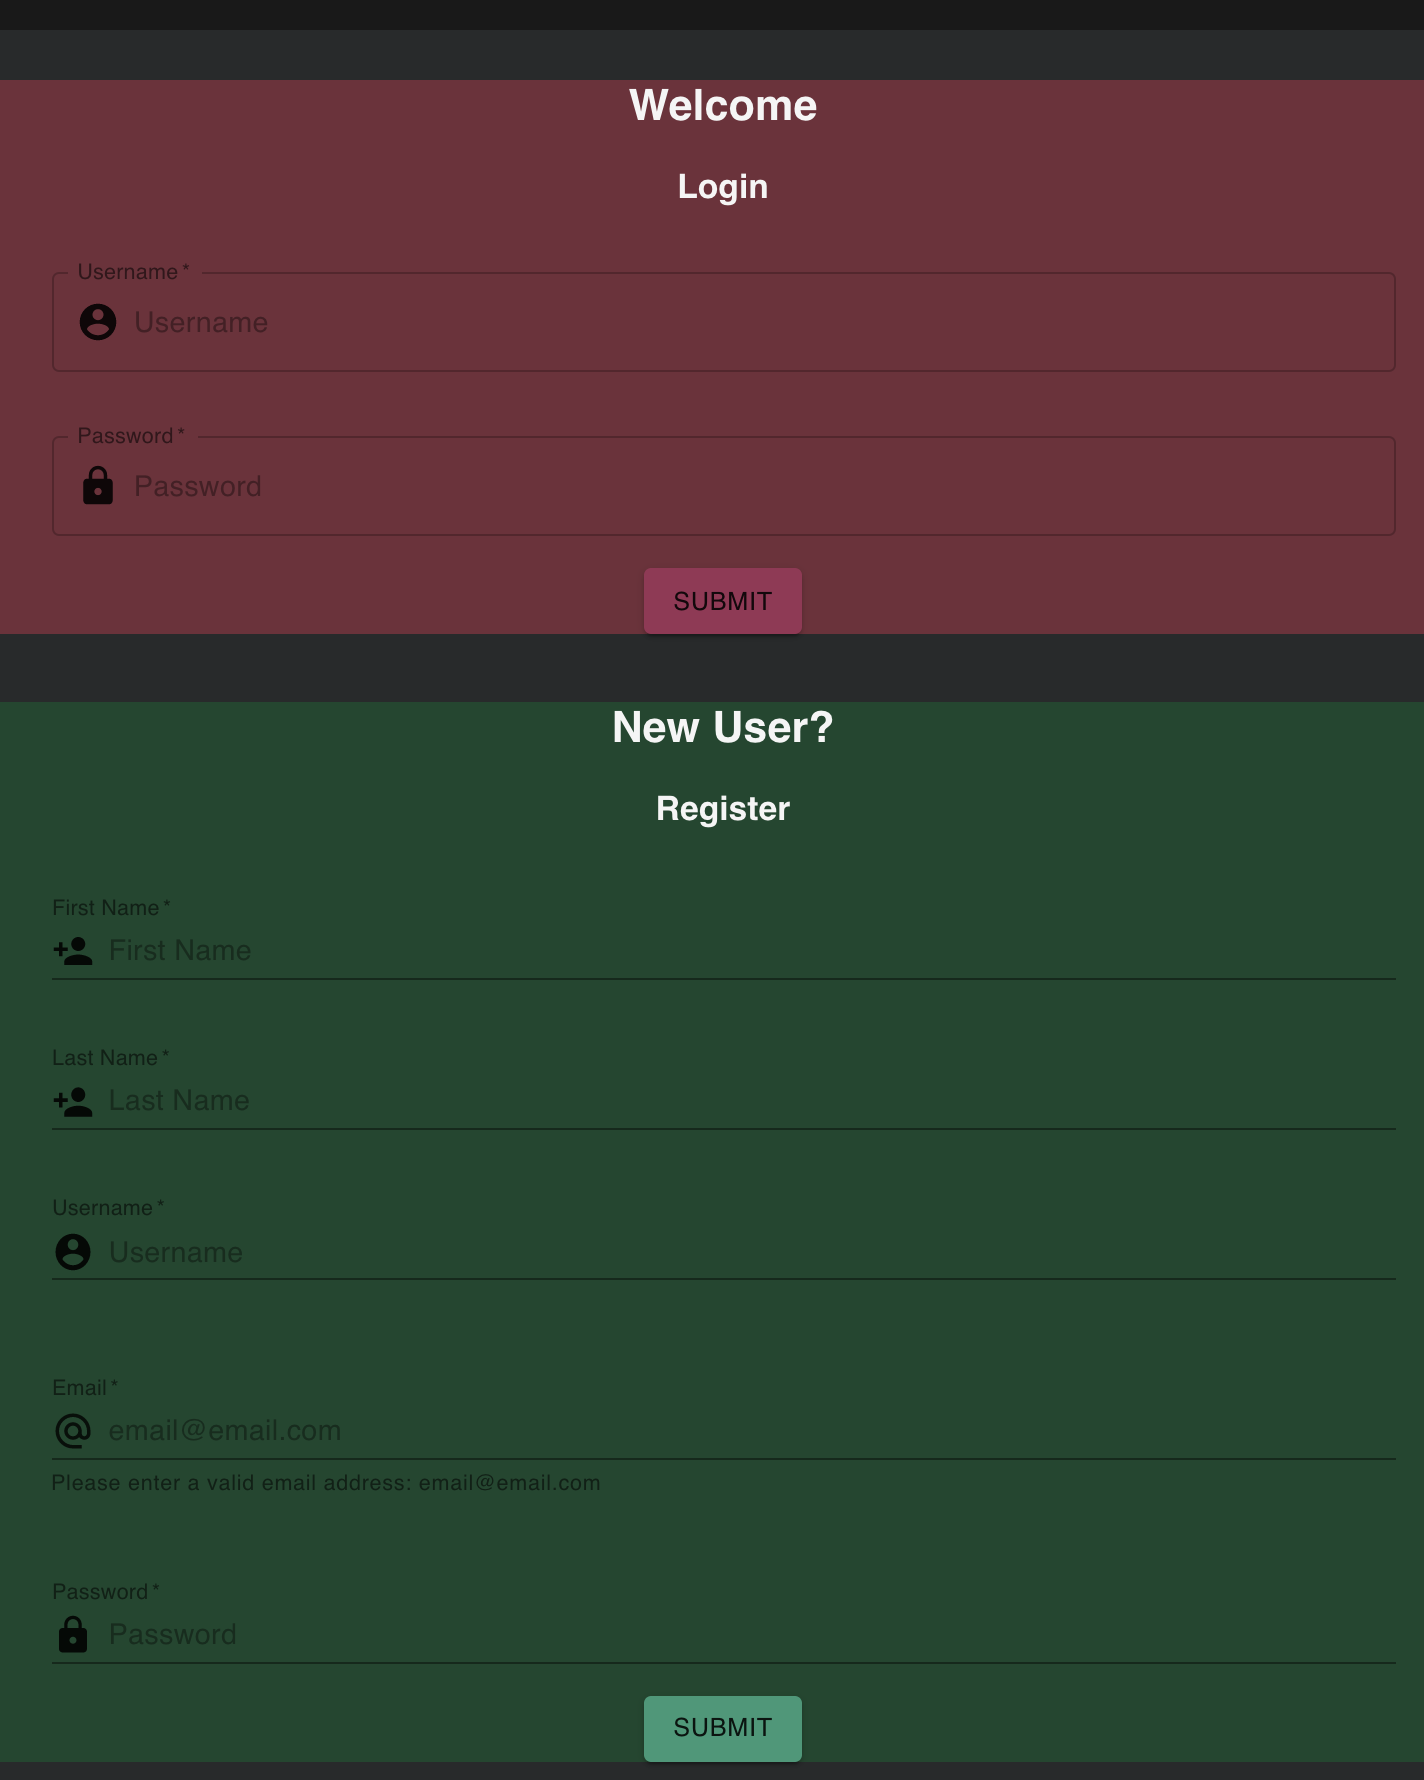 Welcome
Login
Username *
Username
Password *
Password
SUBMIT
New User?
Register
First Name *
First Name
Last Name *
Last Name
Username *
Username
Email *
email@email.com
Please enter a valid email address: email@email.com
Password *
Password
SUBMIT